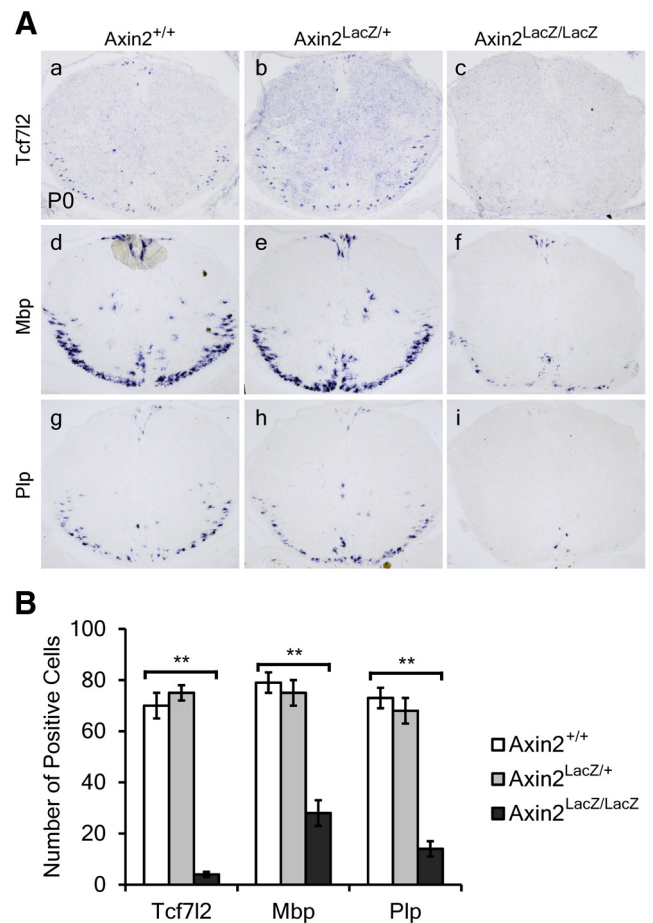 A
Axin2+/+ Axin2LacZ/+ Axin2LacZ/LacZ
Tcf7l2
a b c
P0
Mbp
d e f
Plp
g h i
B
Number of Positive Cells
100
80
60
40
20
0
** ** **
Tcf7l2 Mbp Plp
Axin2+/+
Axin2LacZ/+
Axin2LacZ/LacZ